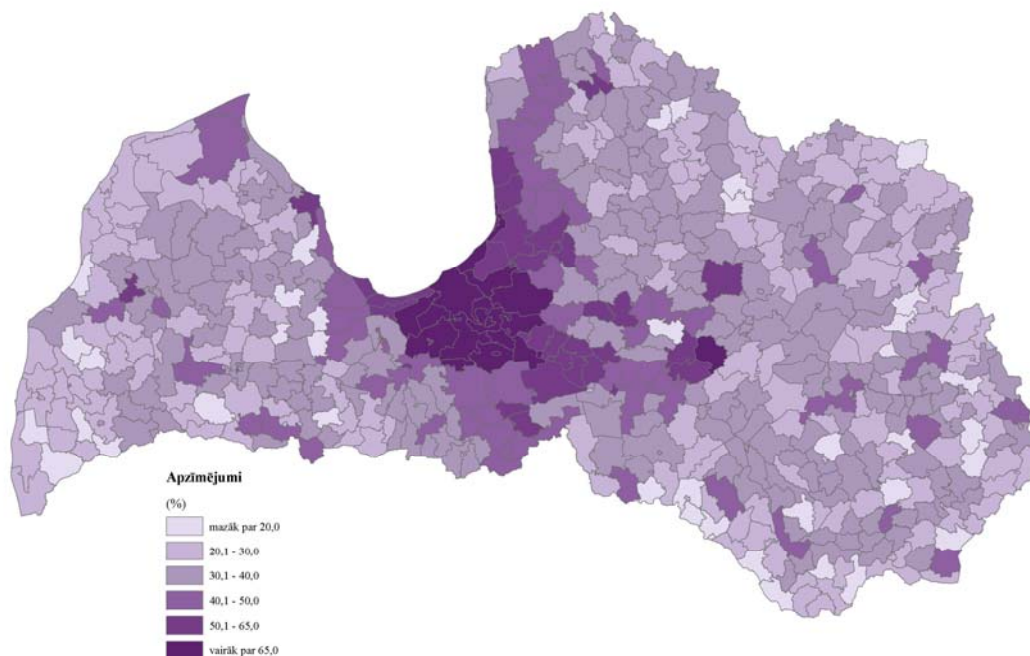 Apzīmējumi
(%)
mazāk par 20,0
20,1 - 30,0
30,1 - 40,0
40,1 - 50,0
50,1 - 65,0
vairāk par 65,0